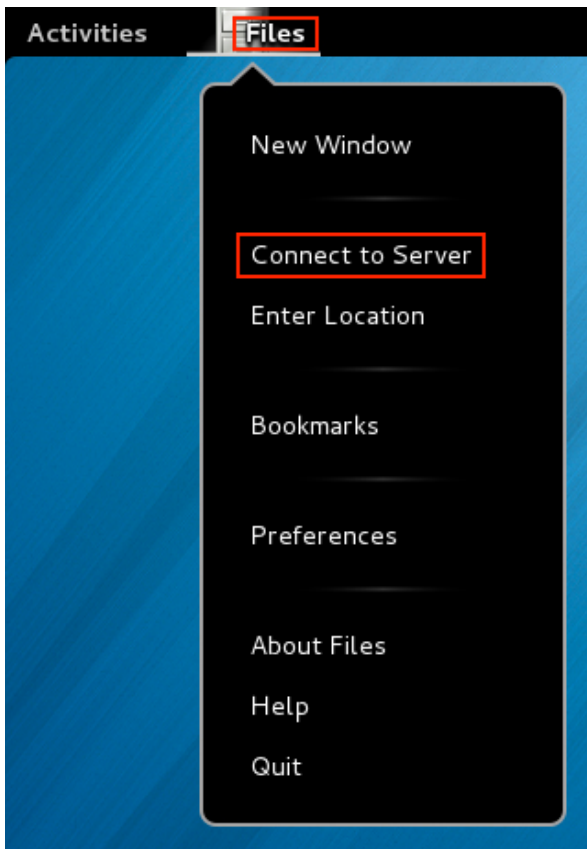 Activities
Files
New Window
Connect to Server
Enter Location
Bookmarks
Preferences
About Files
Help
Quit